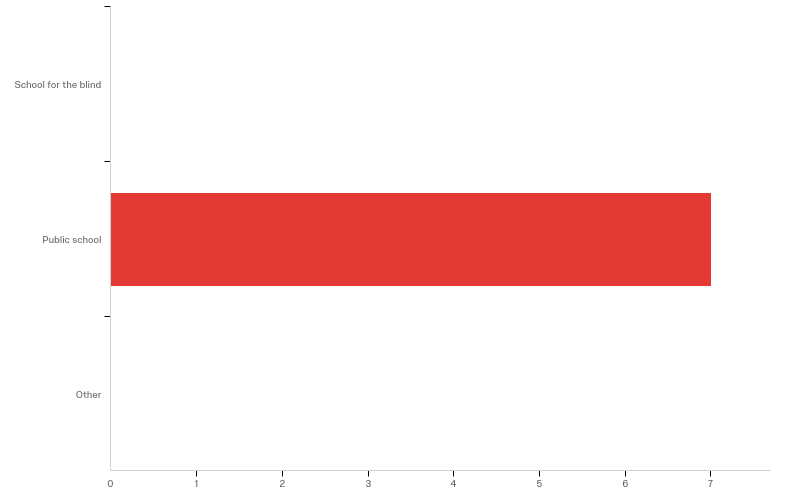 School for the blind
Public school
Other
0 1 2 3 4 5 6 7